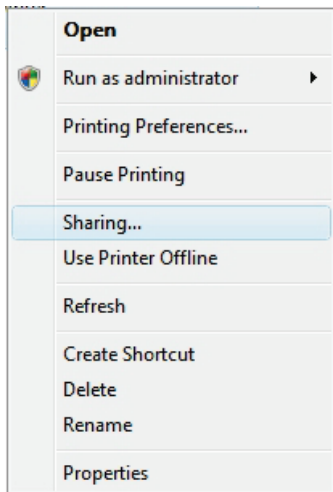 Open
Run as administrator
Printing Preferences...
Pause Printing
Sharing...
Use Printer Offline
Refresh
Create Shortcut
Delete
Rename
Properties